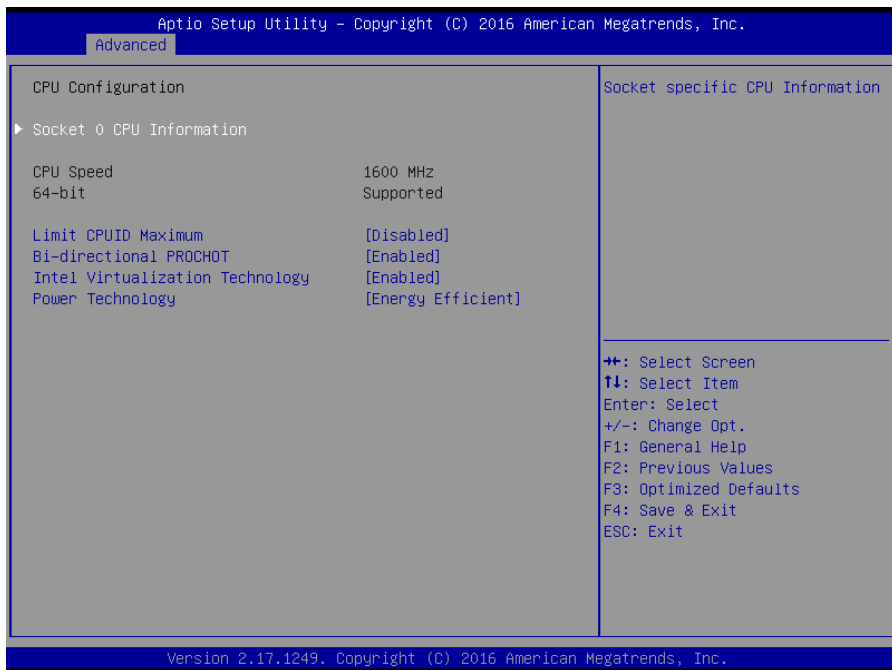 Aptio Setup Utility – Copyright (C) 2016 American Megatrends, Inc.
Advanced
CPU Configuration
Socket 0 CPU Information
CPU Speed 1600 MHz
64-bit Supported
Limit CPUID Maximum [Disabled]
Bi-directional PROCHOT [Enabled]
Intel Virtualization Technology [Enabled]
Power Technology [Energy Efficient]
Socket specific CPU Information
→←: Select Screen
↑↓: Select Item
Enter: Select
+/-: Change Opt.
F1: General Help
F2: Previous Values
F3: Optimized Defaults
F4: Save & Exit
ESC: Exit
Version 2.17.1249. Copyright (C) 2016 American Megatrends, Inc.